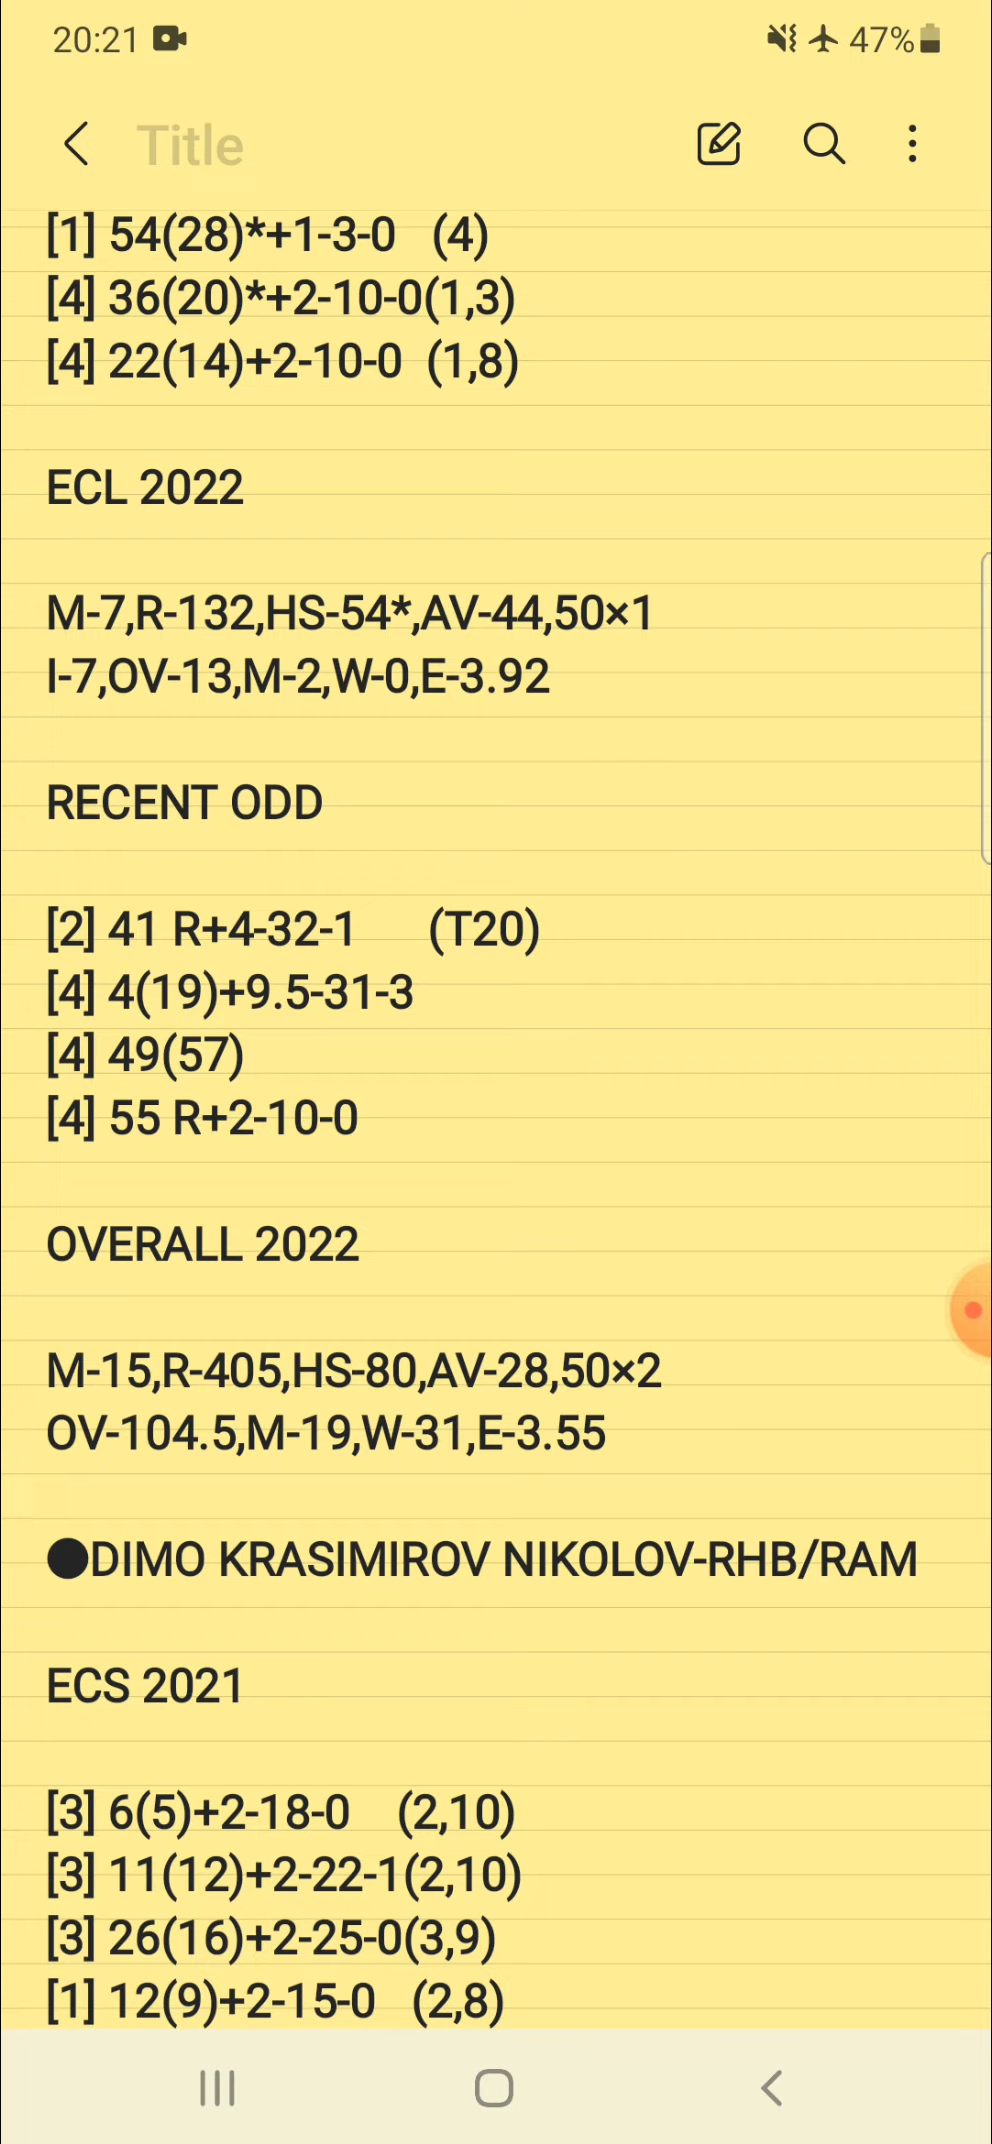 20:21 47%
Title
[1] 54(28)*+1-3-0 (4)
[4] 36(20)*+2-10-0(1,3)
[4] 22(14)+2-10-0 (1,8)
ECL 2022
M-7,R-132,HS-54*,AV-44,50×1
I-7,OV-13,M-2,W-0,E-3.92
RECENT ODD
[2] 41 R+4-32-1 (T20)
[4] 4(19)+9.5-31-3
[4] 49(57)
[4] 55 R+2-10-0
OVERALL 2022
M-15,R-405,HS-80,AV-28,50×2
OV-104.5,M-19,W-31,E-3.55
●DIMO KRASIMIROV NIKOLOV-RHB/RAM
ECS 2021
[3] 6(5)+2-18-0 (2,10)
[3] 11(12)+2-22-1(2,10)
[3] 26(16)+2-25-0(3,9)
[1] 12(9)+2-15-0 (2,8)